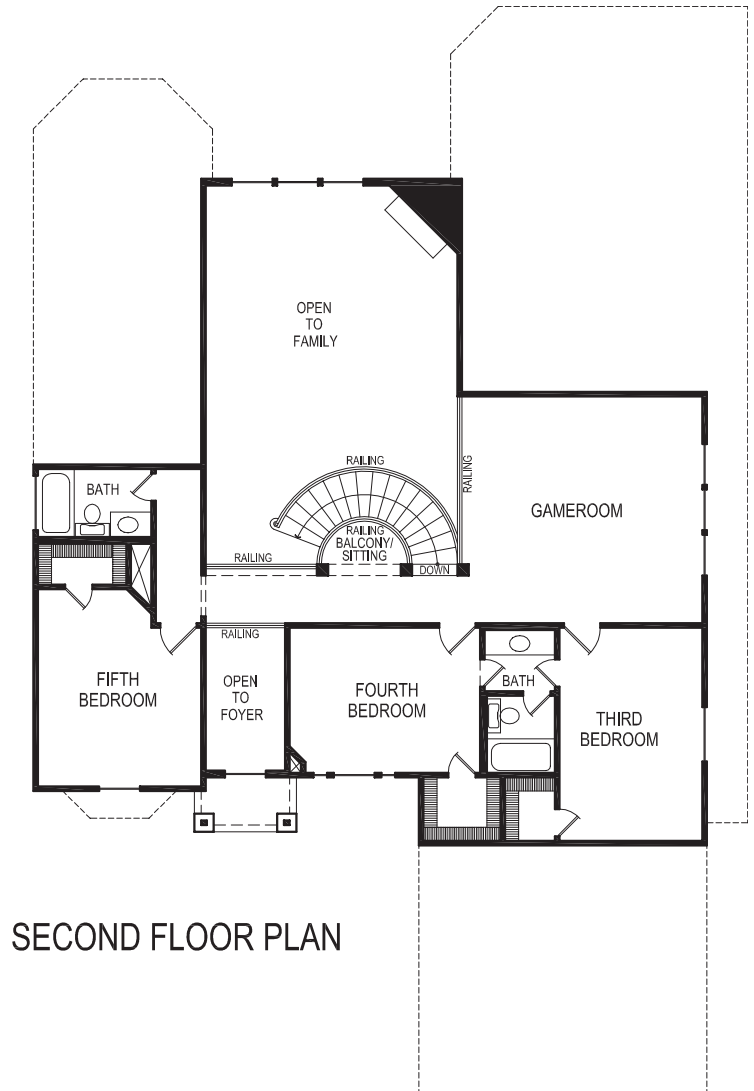 OPEN
TO
FAMILY
RAILING
RAILING
BATH
GAMEROOM
RAILING
BALCONY/
SITTING
RAILING
DOWN
RAILING
FIFTH
BEDROOM
OPEN
TO
FOYER
FOURTH
BEDROOM
BATH
THIRD
BEDROOM
SECOND FLOOR PLAN